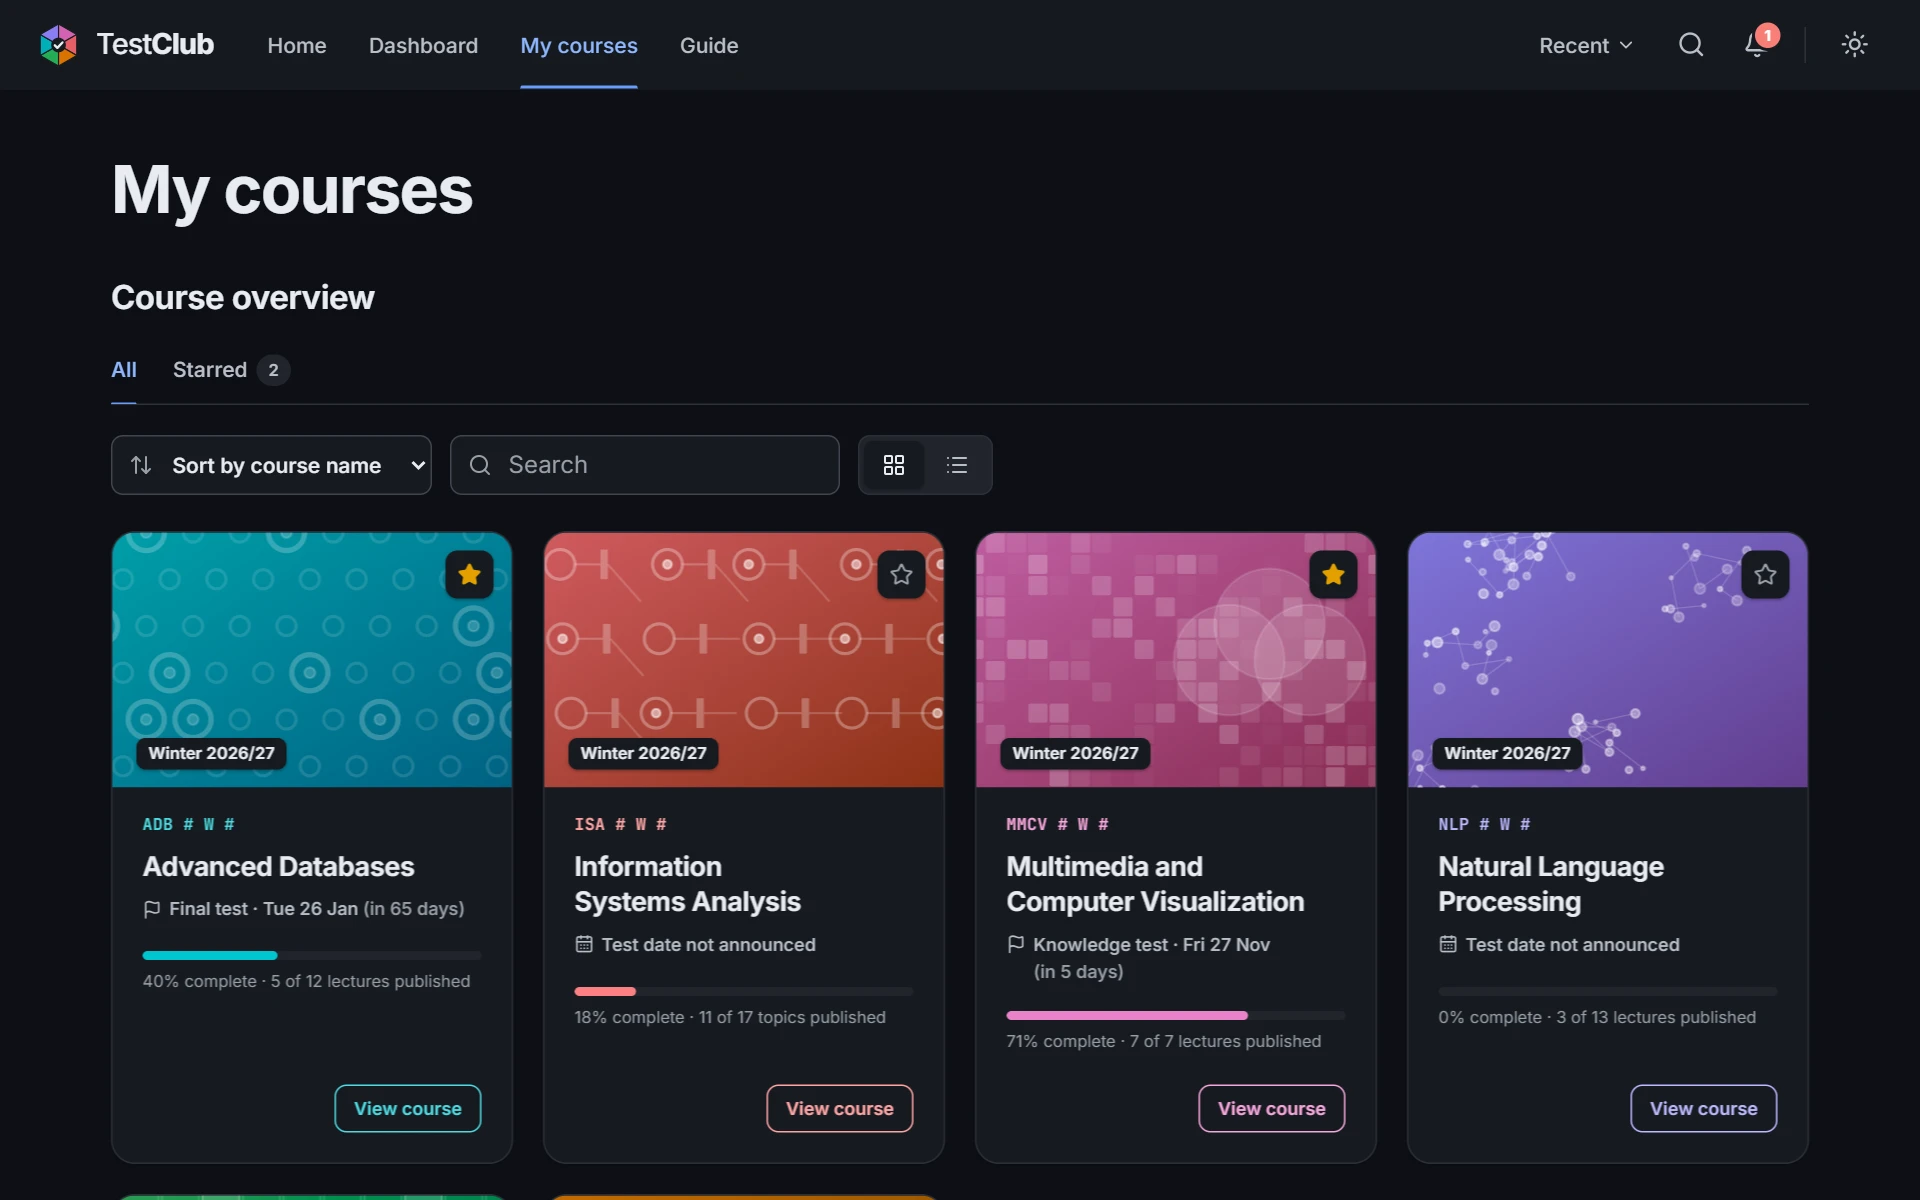 TestClub
Home
Dashboard
My courses
Guide
Recent
1
My courses
Course overview
All
Starred 2
Sort by course name
Search
Winter 2026/27
ADB # W #
Advanced Databases
Final test · Tue 26 Jan (in 65 days)
40% complete · 5 of 12 lectures published
View course
Winter 2026/27
ISA # W #
Information
Systems Analysis
Test date not announced
18% complete · 11 of 17 topics published
View course
Winter 2026/27
MMCV # W #
Multimedia and
Computer Visualization
Knowledge test · Fri 27 Nov
(in 5 days)
71% complete · 7 of 7 lectures published
View course
Winter 2026/27
NLP # W #
Natural Language
Processing
Test date not announced
0% complete · 3 of 13 lectures published
View course